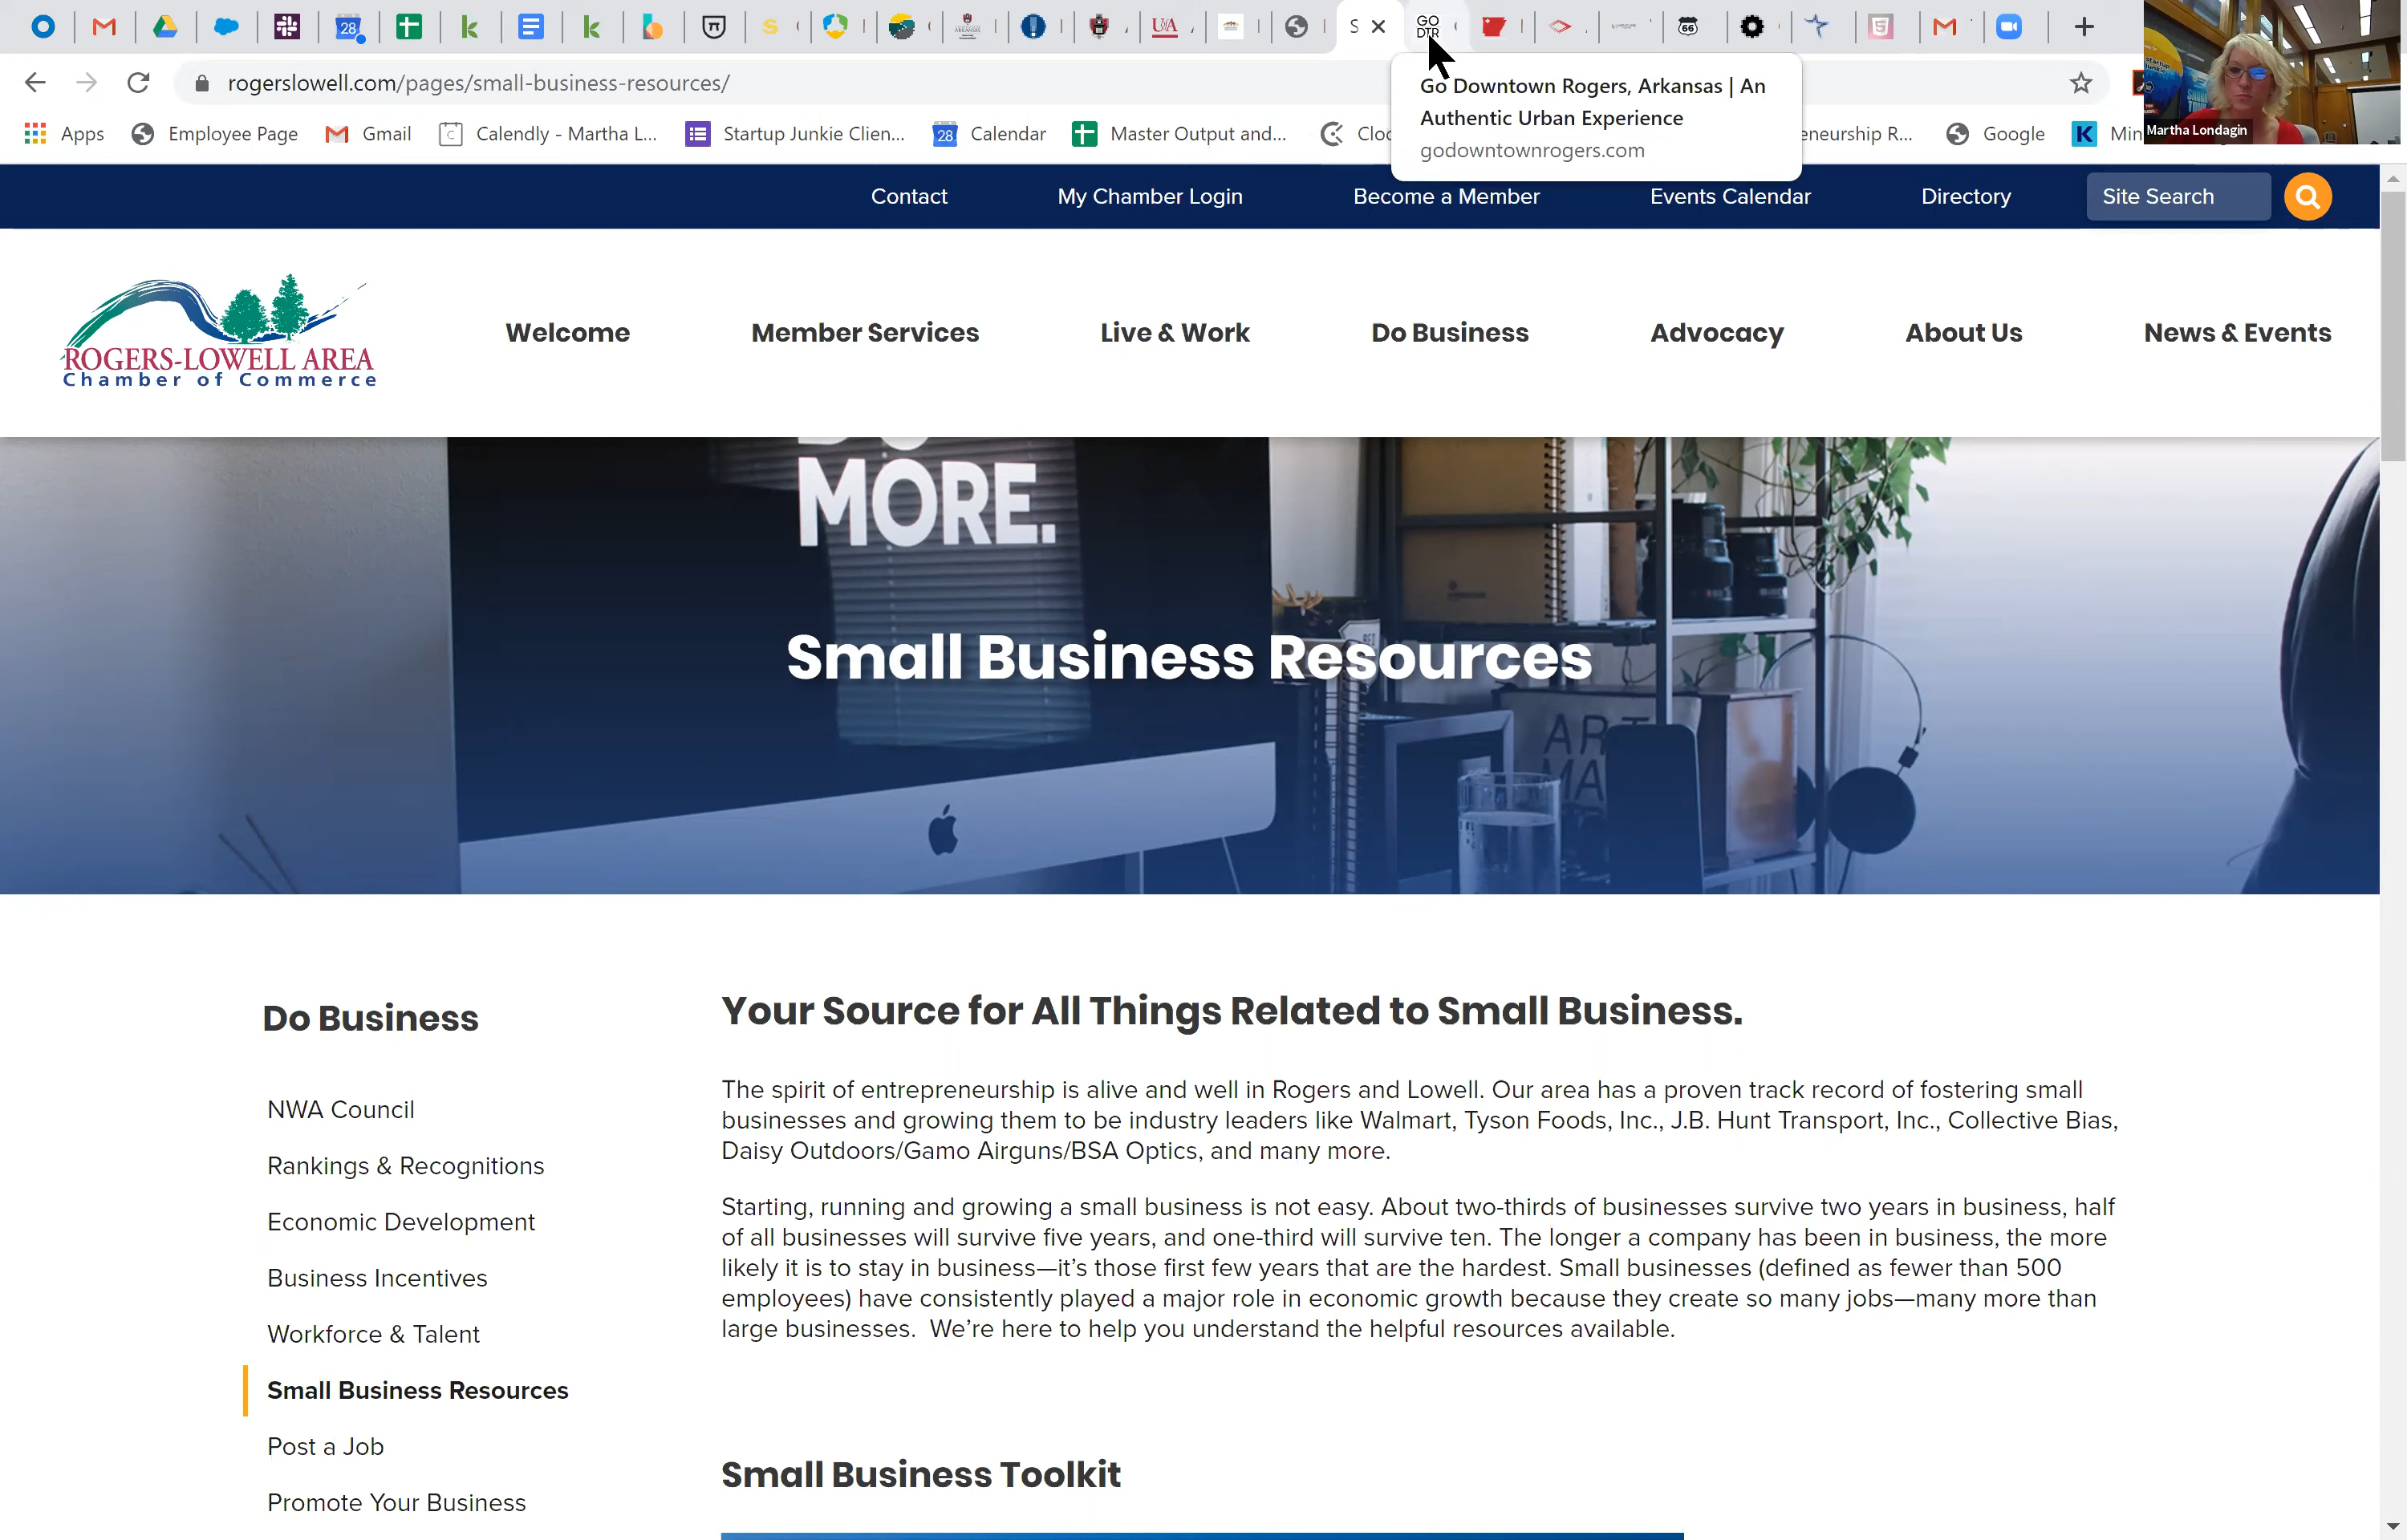 28
S
GO
DTR
66
Go Downtown Rogers, Arkansas | An
Authentic Urban Experience
godowntownrogers.com
rogerslowell.com/pages/small-business-resources/
Apps
Employee Page
Gmail
Calendly - Martha L...
Startup Junkie Clien...
28
Calendar
Master Output and...
eneurship R...
Google
K
Martha Londagin
Contact
My Chamber Login
Become a Member
Events Calendar
Directory
Site Search
ROGERS-LOWELL AREA
Chamber of Commerce
Welcome
Member Services
Live & Work
Do Business
Advocacy
About Us
News & Events
MORE.
Small Business Resources
Do Business
NWA Council
Rankings & Recognitions
Economic Development
Business Incentives
Workforce & Talent
Small Business Resources
Post a Job
Promote Your Business
Your Source for All Things Related to Small Business.
The spirit of entrepreneurship is alive and well in Rogers and Lowell. Our area has a proven track record of fostering small
businesses and growing them to be industry leaders like Walmart, Tyson Foods, Inc., J.B. Hunt Transport, Inc., Collective Bias,
Daisy Outdoors/Gamo Airguns/BSA Optics, and many more.
Starting, running and growing a small business is not easy. About two-thirds of businesses survive two years in business, half
of all businesses will survive five years, and one-third will survive ten. The longer a company has been in business, the more
likely it is to stay in business—it's those first few years that are the hardest. Small businesses (defined as fewer than 500
employees) have consistently played a major role in economic growth because they create so many jobs—many more than
large businesses.  We're here to help you understand the helpful resources available.
Small Business Toolkit